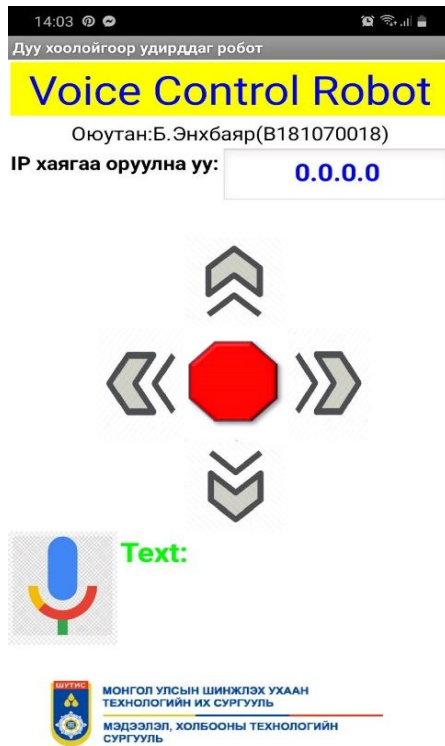 14:03
Дуу хоолойгоор удирддаг робот
Voice Control Robot
Оюутан:Б.Энхбаяр(B181070018)
IP хаягаа оруулна уу:
0.0.0.0
Text:
ШУТИС
МОНГОЛ УЛСЫН ШИНЖЛЭХ УХААН
ТЕХНОЛОГИЙН ИХ СУРГУУЛЬ
МЭДЭЭЛЭЛ, ХОЛБООНЫ ТЕХНОЛОГИЙН
СУРГУУЛЬ